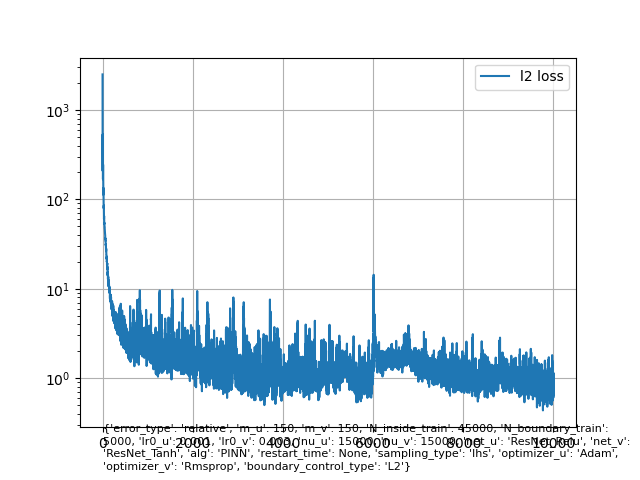 l2 loss
10³
10²
10¹
10⁰
0 2000 4000 6000 8000 10000
{'error_type': 'relative', 'm_u': 150, 'm_v': 150, 'N_inside_train': 45000, 'N_boundary_train':
5000, 'lr0_u': 0.001, 'lr0_v': 0.003, 'nu_u': 15000, 'nu_v': 15000, 'net_u': 'ResNet_Relu', 'net_v':
'ResNet_Tanh', 'alg': 'PINN', 'restart_time': None, 'sampling_type': 'lhs', 'optimizer_u': 'Adam',
'optimizer_v': 'Rmsprop', 'boundary_control_type': 'L2'}